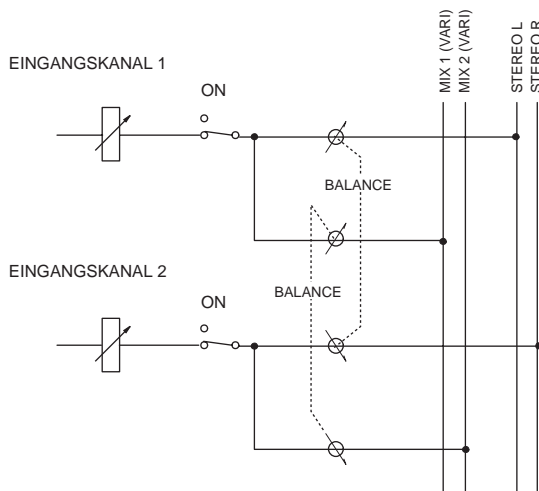 EINGANGSKANAL 1
ON
MIX 1 (VARI)
MIX 2 (VARI)
STEREO L
STEREO R
BALANCE
EINGANGSKANAL 2
BALANCE
ON